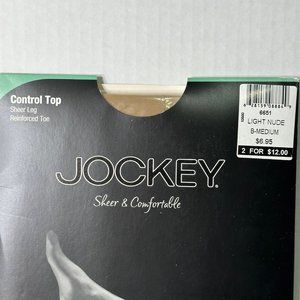 Control Top
Sheer Leg
Reinforced Toe
6651
LIGHT NUDE
B-MEDIUM
$6.95
2 FOR $12.00
JOCKEY
Sheer & Comfortable